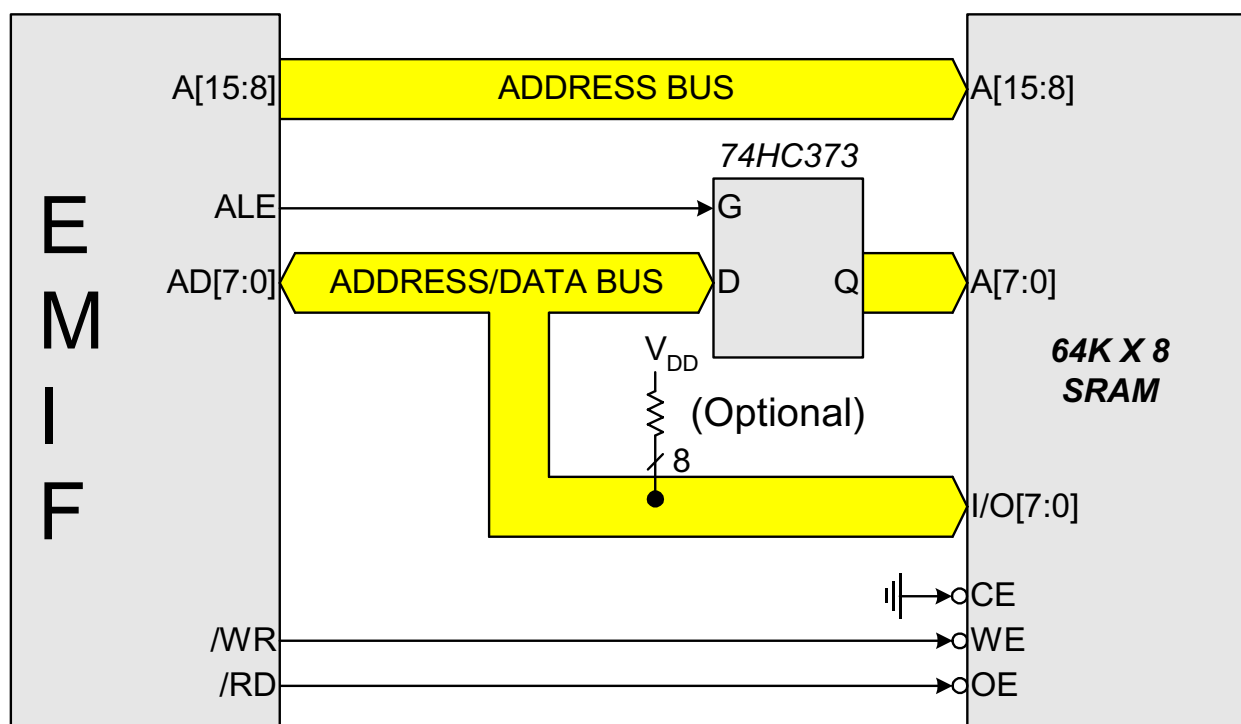 A[15:8] ADDRESS BUS A[15:8]
74HC373
ALE G
AD[7:0] ADDRESS/DATA BUS D Q A[7:0]
E
M
I
F
VDD
64K X 8
SRAM
(Optional)
8
I/O[7:0]
CE
/WR WE
/RD OE